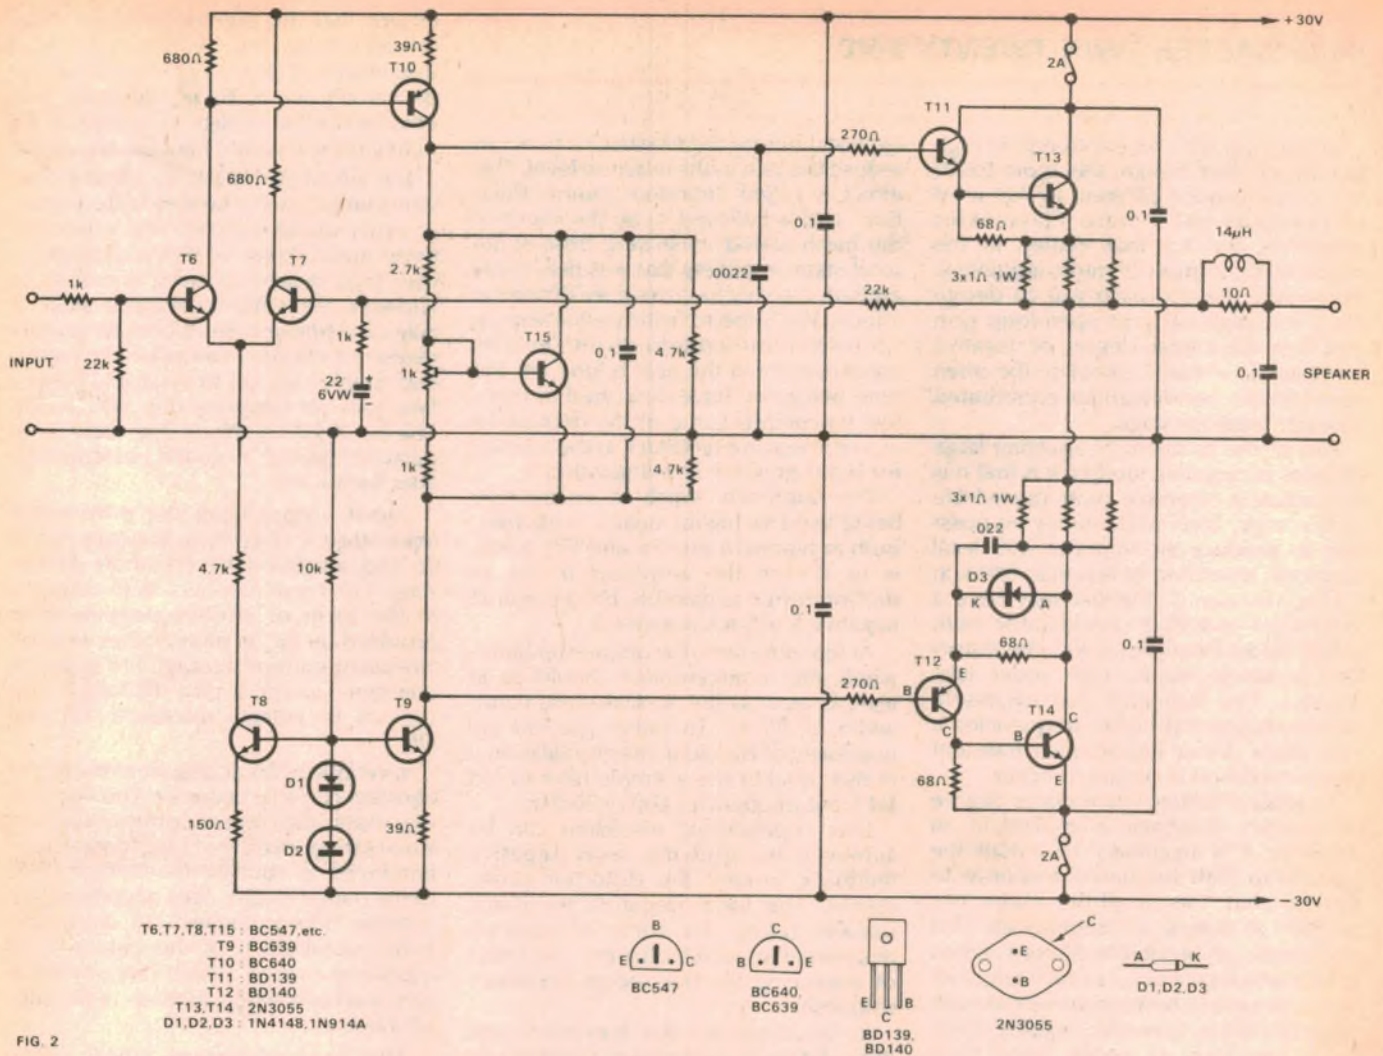 +30V
39Ω
680Ω
T10
2A
T11
270Ω
680Ω
T13
0.1
0.1
68Ω
14µH
T6
T7
2.7k
.0022
22k
3x1Ω 1W
10Ω
1k
INPUT
22k
1k
22
6VW
+
1k
T15
0.1
4.7k
0.1
SPEAKER
1k
4.7k
3x1Ω 1W
022
4.7k
10k
D3
K
A
0.1
68Ω
0.1
T12
E
270Ω
B
C
T14
C
B
E
T8
T9
68Ω
D1
150Ω
39Ω
D2
2A
−30V
T6,T7,T8,T15 : BC547,etc.
T9 : BC639
T10 : BC640
T11 : BD139
T12 : BD140
T13,T14 : 2N3055
D1,D2,D3 : 1N4148,1N914A
B
E C
BC547
C
B E
BC640,
BC639
E B
C
BD139,
BD140
C
E
B
2N3055
A K
D1,D2,D3
FIG. 2